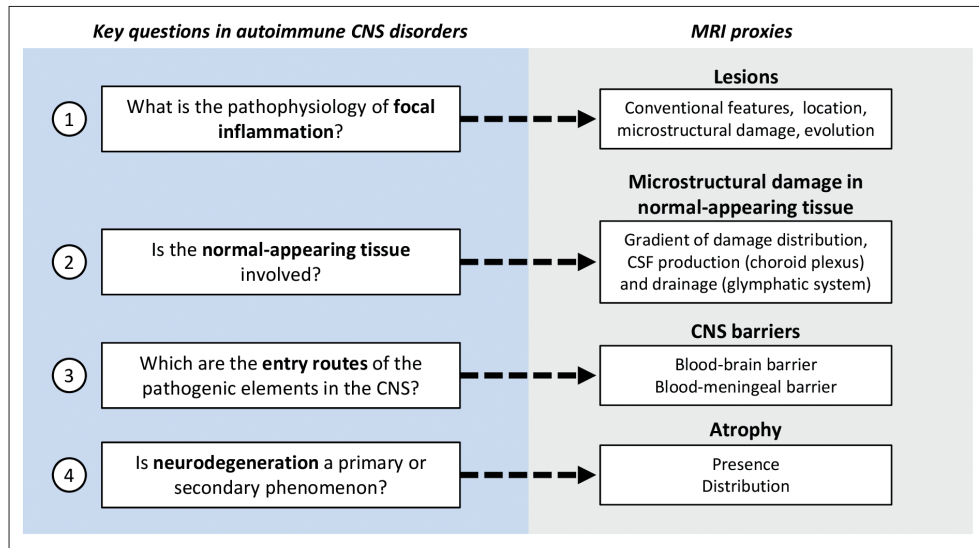 Key questions in autoimmune CNS disorders
MRI proxies
1
What is the pathophysiology of focal
inflammation?
Lesions
Conventional features, location,
microstructural damage, evolution
2
Is the normal-appearing tissue
involved?
Microstructural damage in
normal-appearing tissue
Gradient of damage distribution,
CSF production (choroid plexus)
and drainage (glymphatic system)
3
Which are the entry routes of the
pathogenic elements in the CNS?
CNS barriers
Blood-brain barrier
Blood-meningeal barrier
4
Is neurodegeneration a primary or
secondary phenomenon?
Atrophy
Presence
Distribution